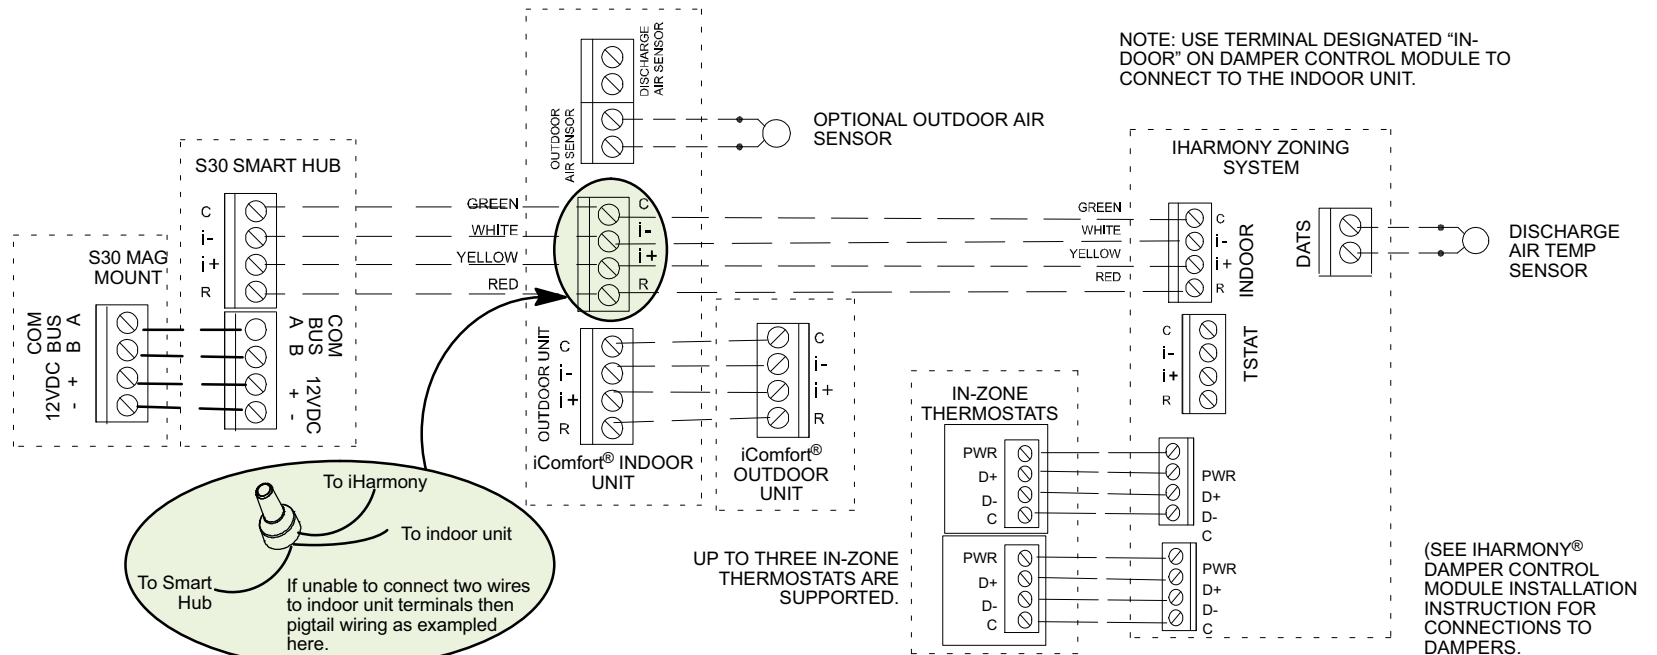 DISCHARGE
AIR SENSOR
OUTDOOR
AIR SENSOR
OPTIONAL OUTDOOR AIR
SENSOR
NOTE: USE TERMINAL DESIGNATED “IN-
DOOR” ON DAMPER CONTROL MODULE TO
CONNECT TO THE INDOOR UNIT.
S30 SMART HUB
C
i-
i+
R
GREEN
WHITE
YELLOW
RED
C
i-
i+
R
GREEN
WHITE
YELLOW
RED
IHARMONY ZONING
SYSTEM
C
i-
i+
R
INDOOR
DATS
DISCHARGE
AIR TEMP
SENSOR
S30 MAG
MOUNT
COM
BUS
A
B
12VDC
+
-
COM
BUS
A
B
12VDC
+
-
OUTDOOR UNIT
C
i-
i+
R
iComfort® INDOOR
UNIT
C
i-
i+
R
iComfort®
OUTDOOR
UNIT
C
i-
i+
R
TSTAT
IN-ZONE
THERMOSTATS
PWR
D+
D-
C
PWR
D+
D-
C
PWR
D+
D-
C
PWR
D+
D-
C
UP TO THREE IN-ZONE
THERMOSTATS ARE
SUPPORTED.
(SEE IHARMONY®
DAMPER CONTROL
MODULE INSTALLATION
INSTRUCTION FOR
CONNECTIONS TO
DAMPERS.
To iHarmony
To indoor unit
To Smart
Hub
If unable to connect two wires
to indoor unit terminals then
pigtail wiring as exampled
here.